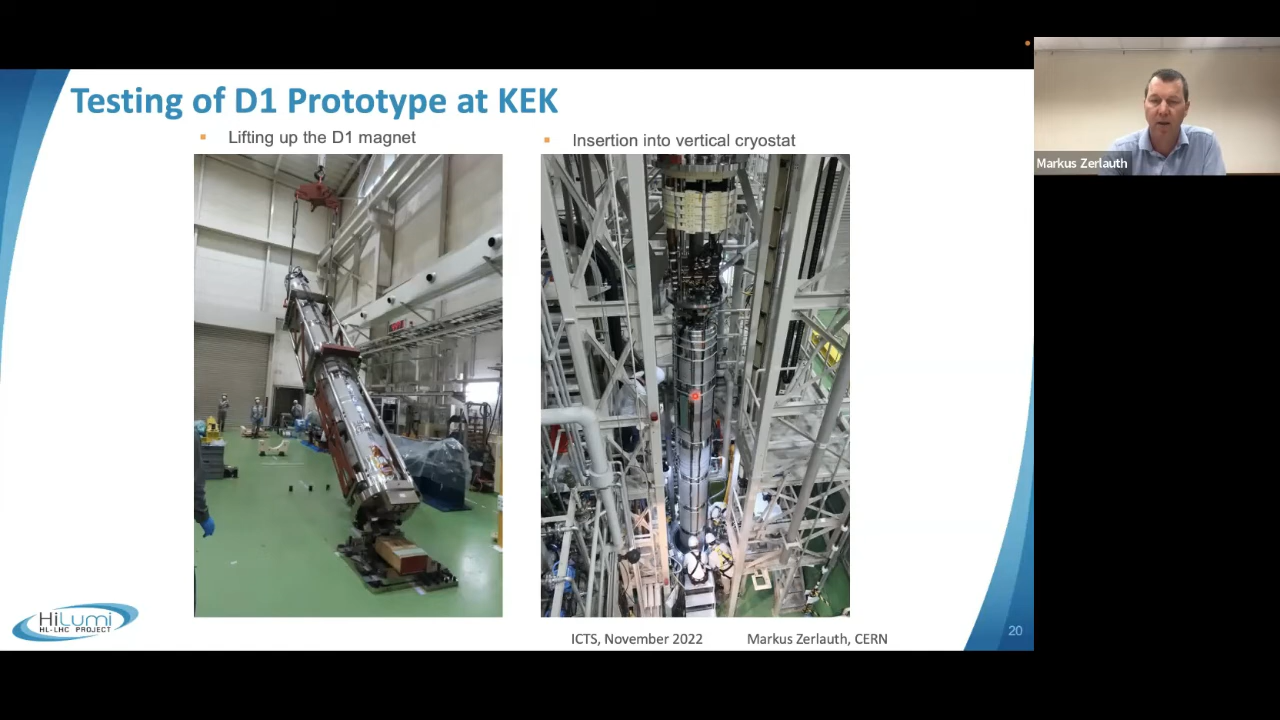 Testing of D1 Prototype at KEK
Lifting up the D1 magnet
Insertion into vertical cryostat
Markus Zerlauth
HiLumi
HL-LHC PROJECT
ICTS, November 2022
Markus Zerlauth, CERN
20